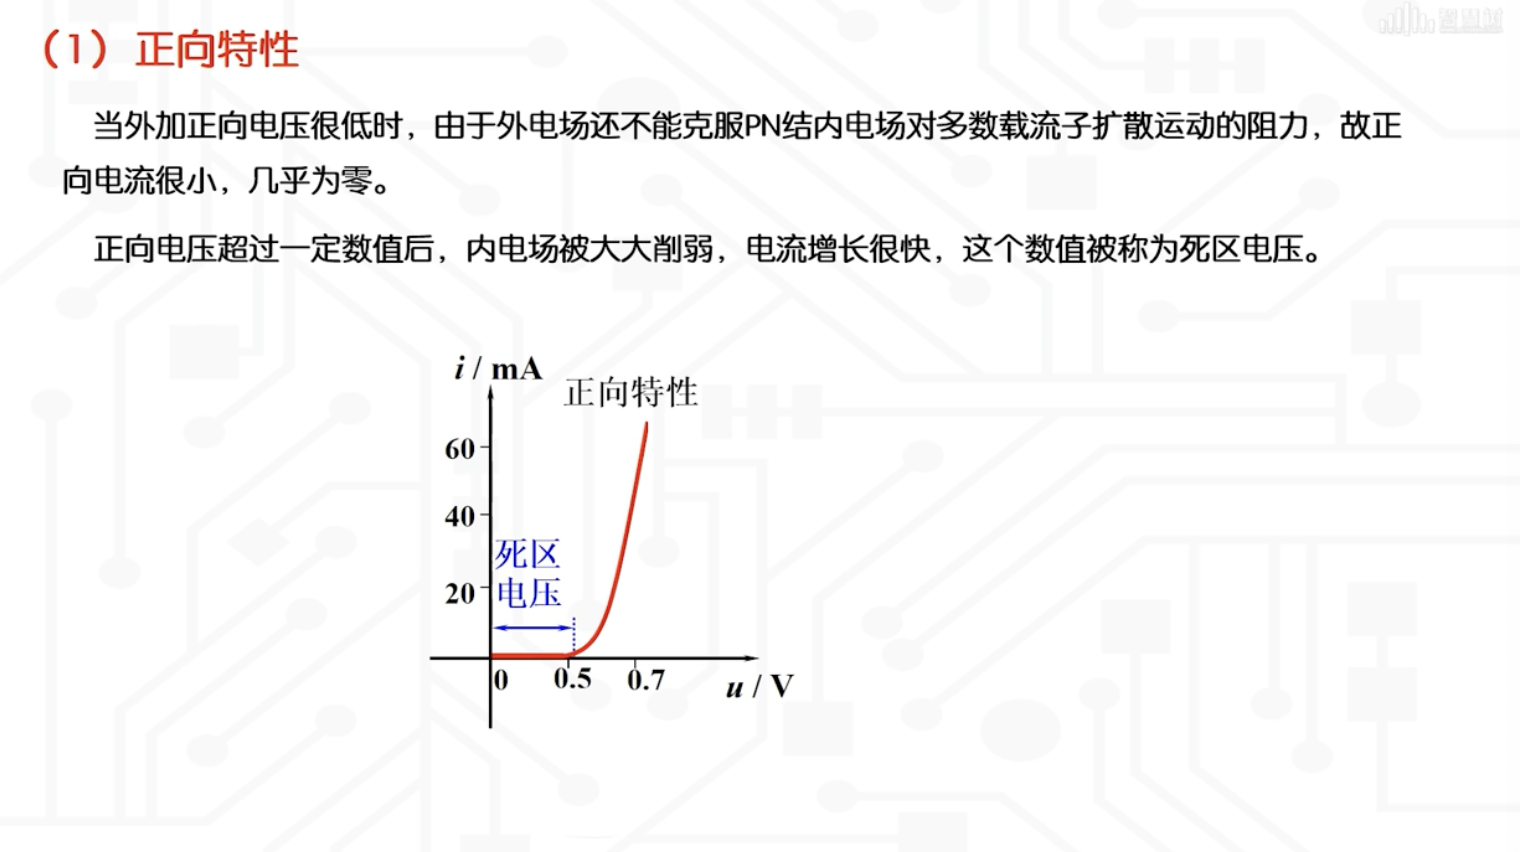 （1）正向特性
当外加正向电压很低时，由于外电场还不能克服PN结内电场对多数载流子扩散运动的阻力，故正
向电流很小，几乎为零。
正向电压超过一定数值后，内电场被大大削弱，电流增长很快，这个数值被称为死区电压。
i / mA
正向特性
60
40
死区
20
电压
0
0.5
0.7
u / V